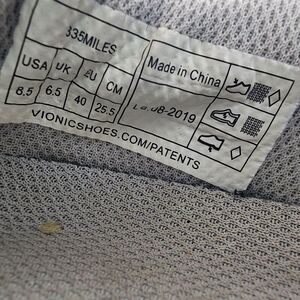 335MILES
USA UK EU CM
8.5 6.5 40 25.5
Made in China
08-2019
VIONICSHOES.COM/PATENTS